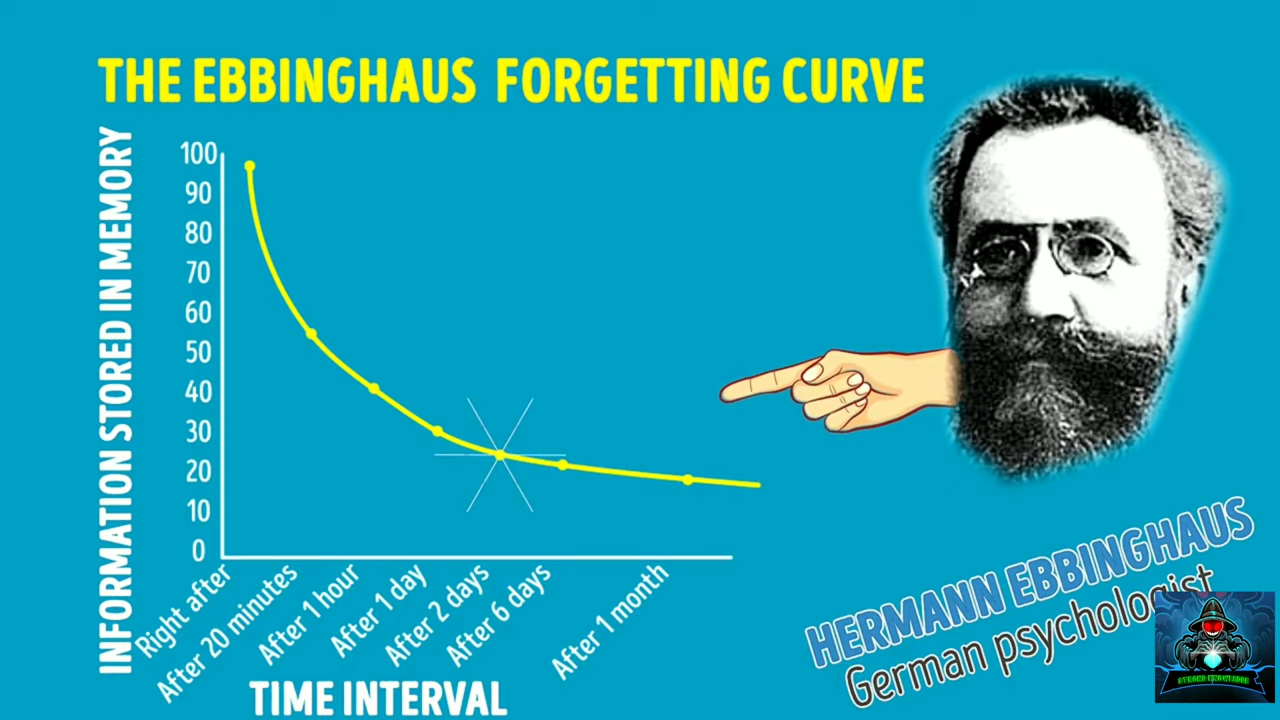 THE EBBINGHAUS FORGETTING CURVE
INFORMATION STORED IN MEMORY
100
90
80
70
60
50
40
30
20
10
0
Right after
After 20 minutes
After 1 hour
After 1 day
After 2 days
After 6 days
After 1 month
TIME INTERVAL
HERMANN EBBINGHAUS
German psychologist